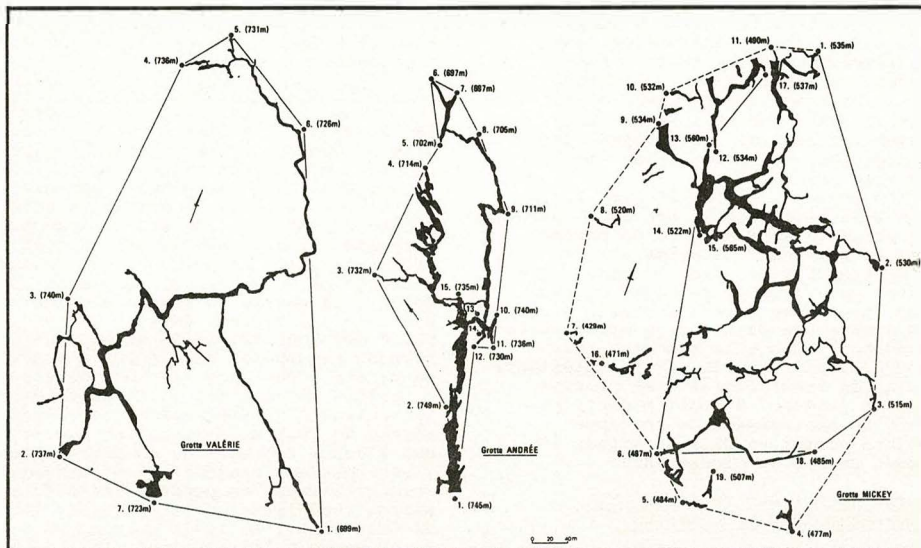 5. (731m)
4. (736m)
6. (726m)
3. (740m)
2. (737m)
7. (723m)
1. (699m)
Grotte VALÉRIE
6. (697m)
7. (687m)
8. (705m)
5. (702m)
4. (714m)
9. (711m)
3. (732m)
15. (735m)
13.
14.
10. (740m)
11. (736m)
12. (730m)
2. (749m)
1. (745m)
Grotte ANDRÉE
11. (490m)
1. (535m)
17. (537m)
10. (532m)
9. (534m)
13. (560m)
12. (534m)
8. (520m)
14. (522m)
15. (565m)
2. (530m)
7. (429m)
16. (471m)
3. (515m)
6. (487m)
18. (485m)
19. (507m)
5. (484m)
4. (477m)
Grotte MICKEY
0 20 40m